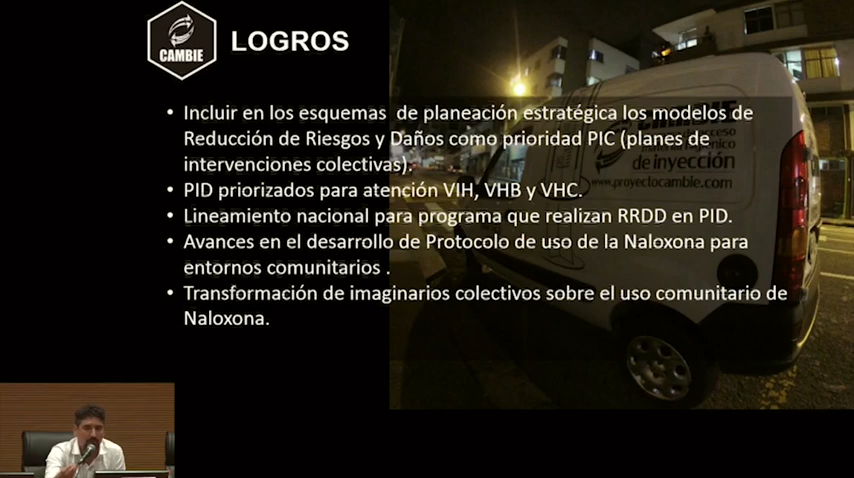 CAMBIE
LOGROS
• Incluir en los esquemas de planeación estratégica los modelos de
Reducción de Riesgos y Daños como prioridad PIC (planes de
intervenciones colectivas).
• PID priorizados para atención VIH, VHB y VHC.
• Lineamiento nacional para programa que realizan RRDD en PID.
• Avances en el desarrollo de Protocolo de uso de la Naloxona para
entornos comunitarios .
• Transformación de imaginarios colectivos sobre el uso comunitario de
Naloxona.
CAMBIE
acceso
higiénico
de inyección
www.proyectocambie.com